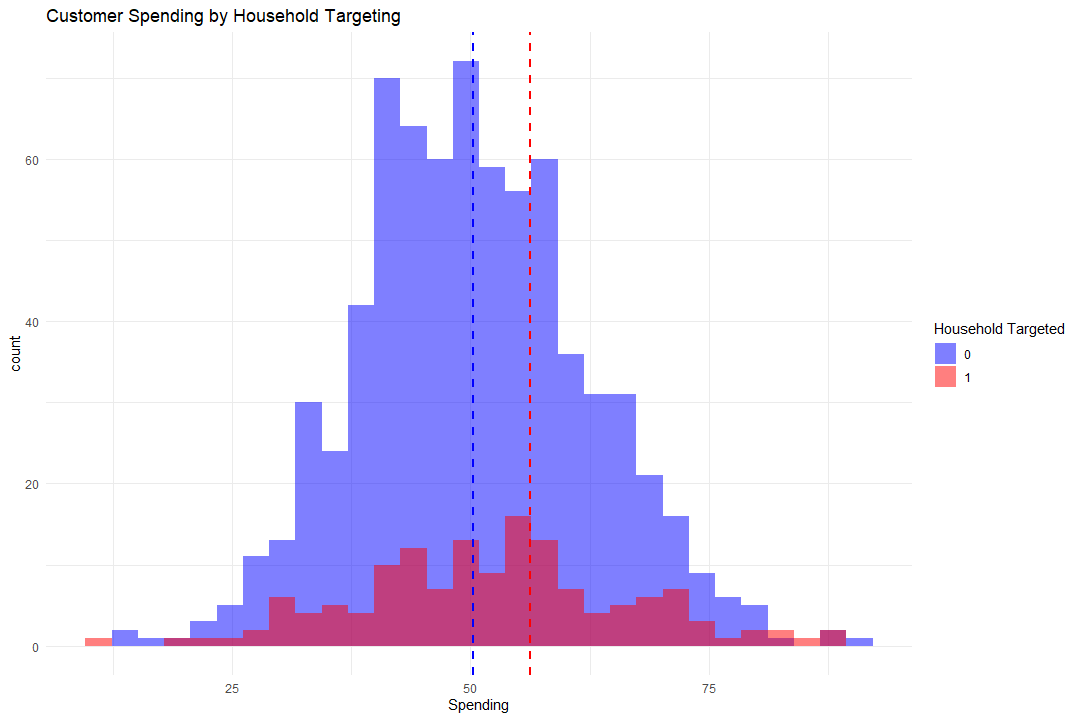 Customer Spending by Household Targeting
count
60
40
20
0
25
50
75
Spending
Household Targeted
0
1